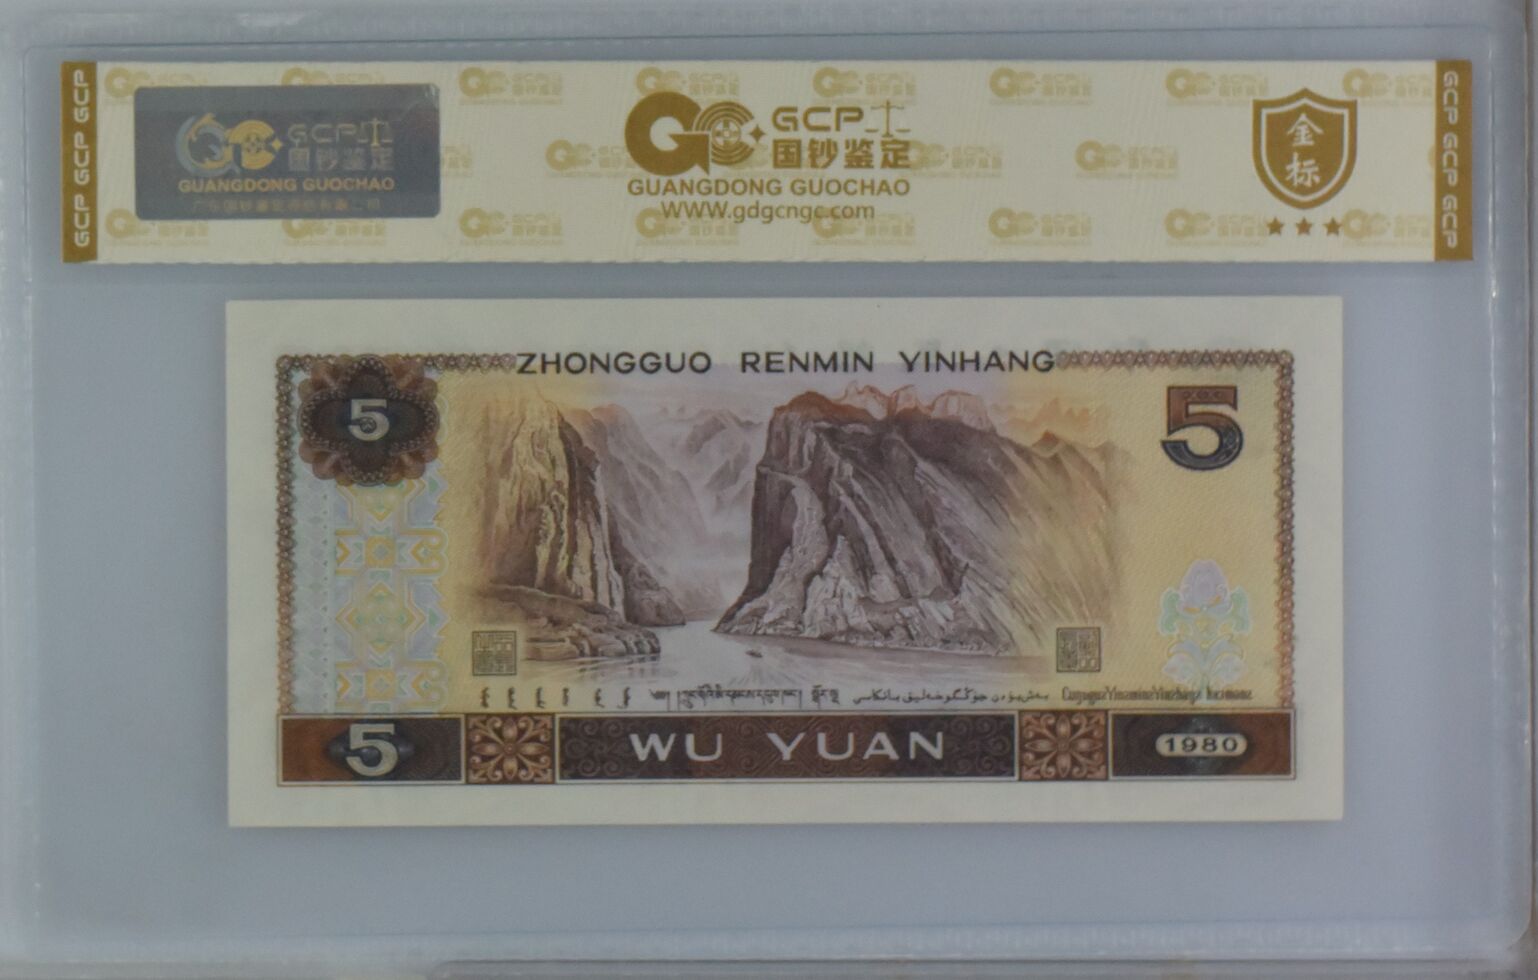 GCP GCP GCP
GCP
国钞鉴定
GUANGDONG GUOCHAO
GCP
国钞鉴定
GUANGDONG GUOCHAO
WWW.gdgcngc.com
金
标
GCP GCP GCP
ZHONGGUO RENMIN YINHANG
5
5
5
WU YUAN
1980